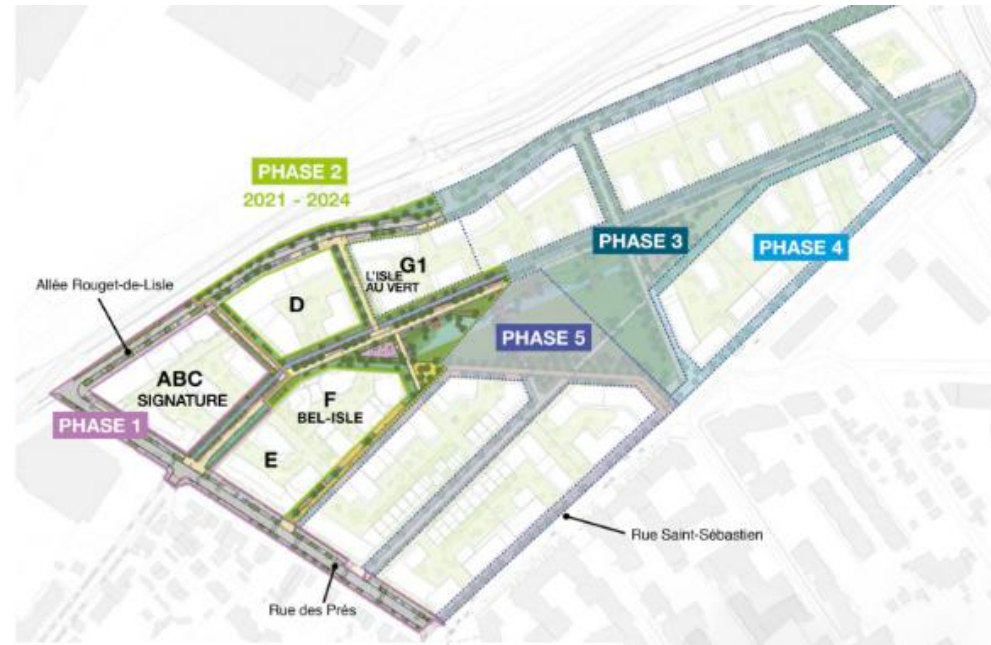 PHASE 2
2021 - 2024
PHASE 3
PHASE 4
G1
L'ISLE
AU VERT
Allée Rouget-de-Lisle
D
PHASE 5
ABC
SIGNATURE
F
BEL-ISLE
PHASE 1
E
Rue Saint-Sébastien
Rue des Près